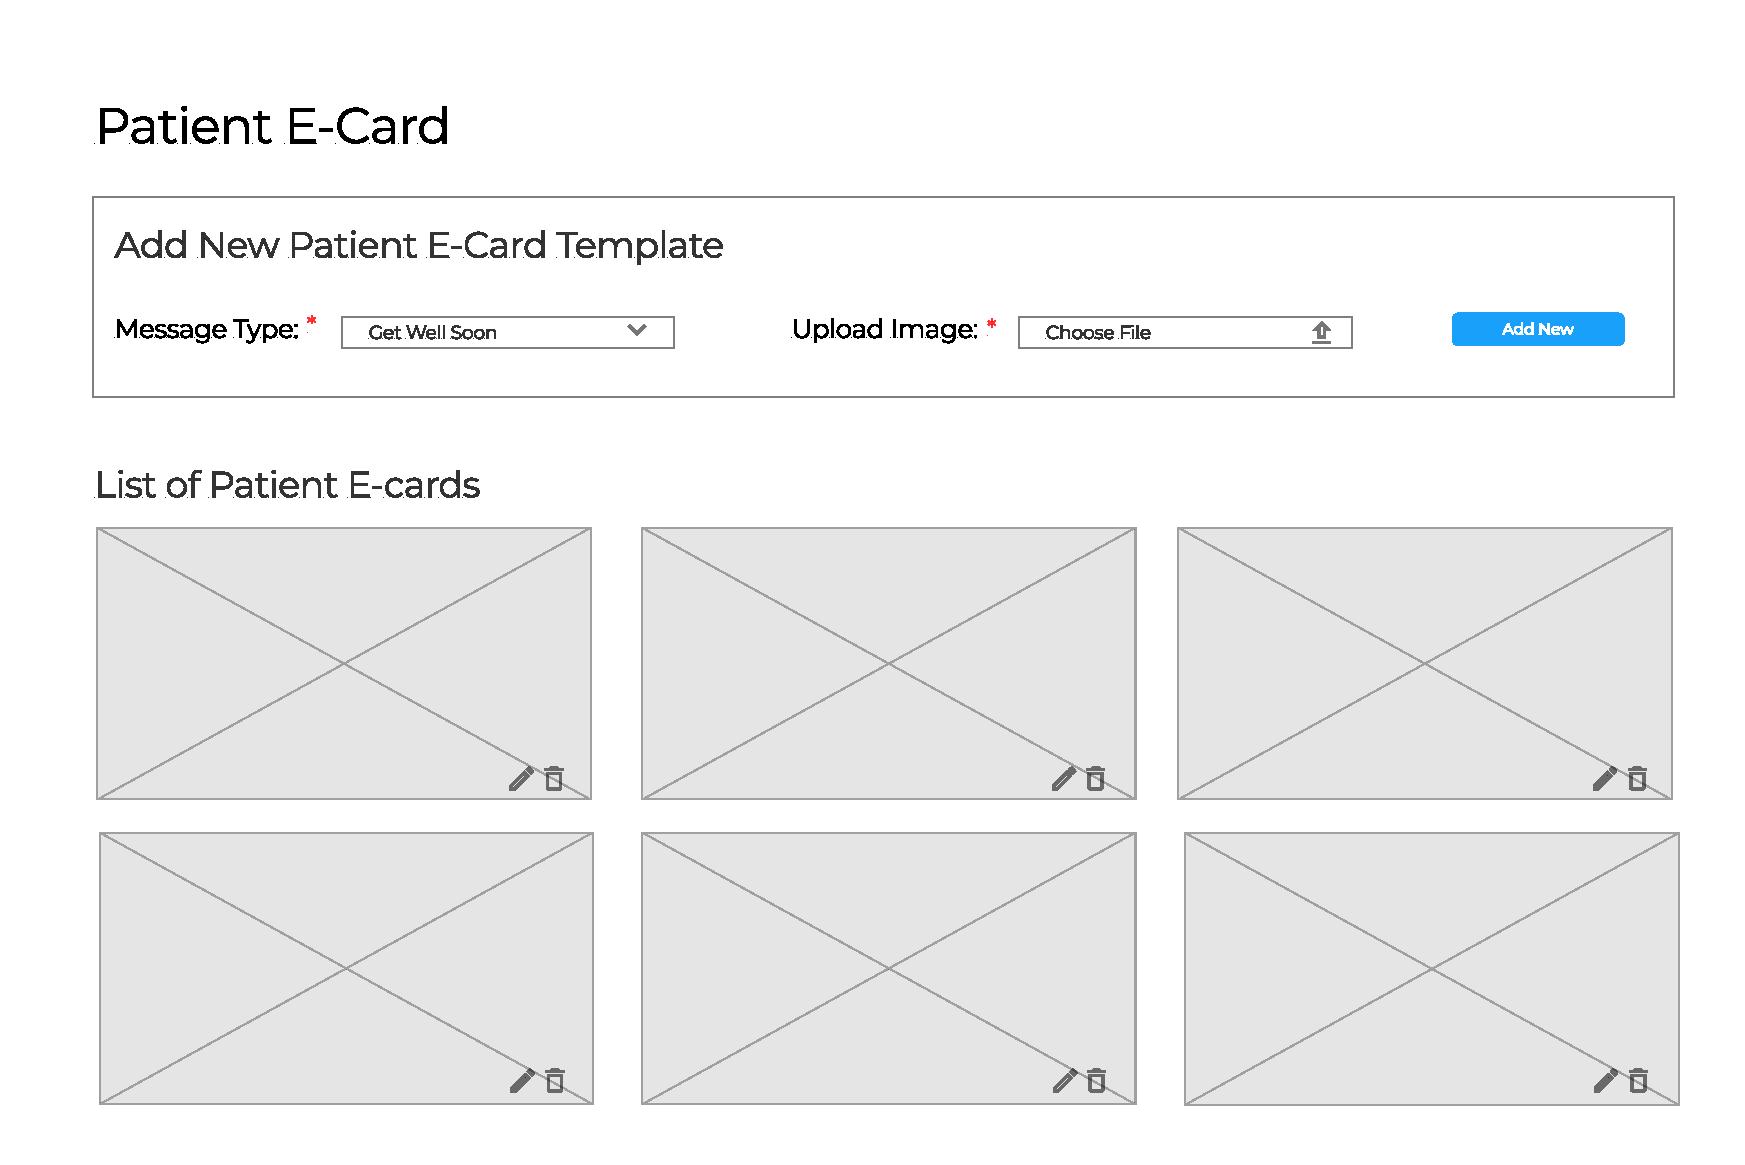 Patient E-Card
Add New Patient E-Card Template
Message Type: * Get Well Soon Upload Image: * Choose File Add New
List of Patient E-cards